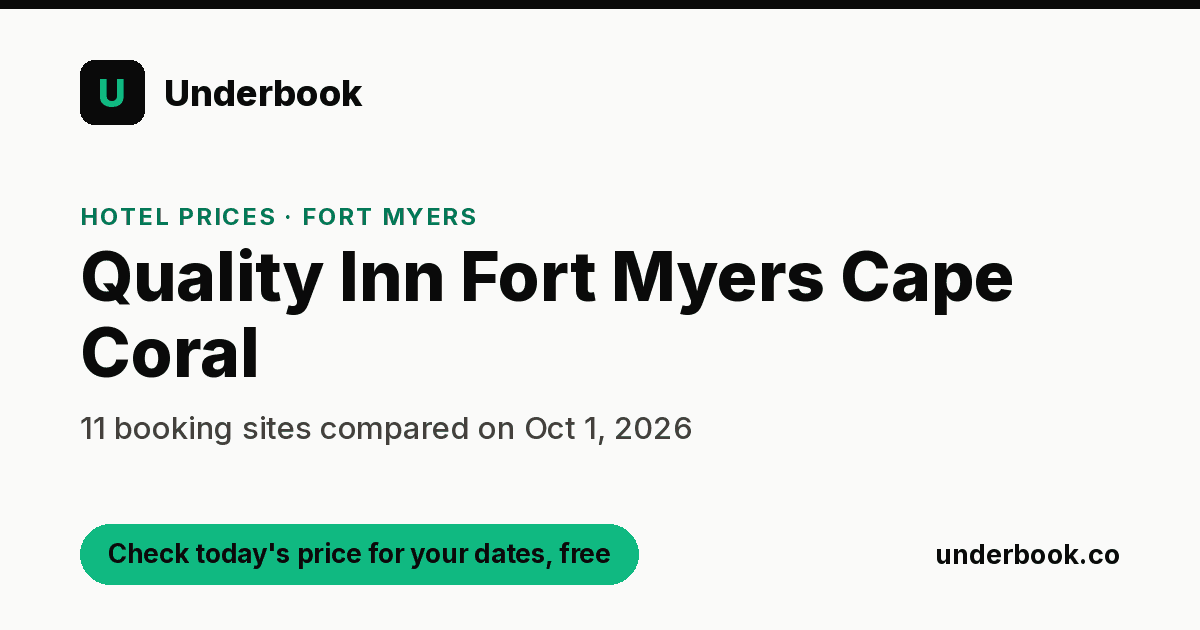 U Underbook
HOTEL PRICES · FORT MYERS
Quality Inn Fort Myers Cape
Coral
11 booking sites compared on Oct 1, 2026
Check today's price for your dates, free
underbook.co